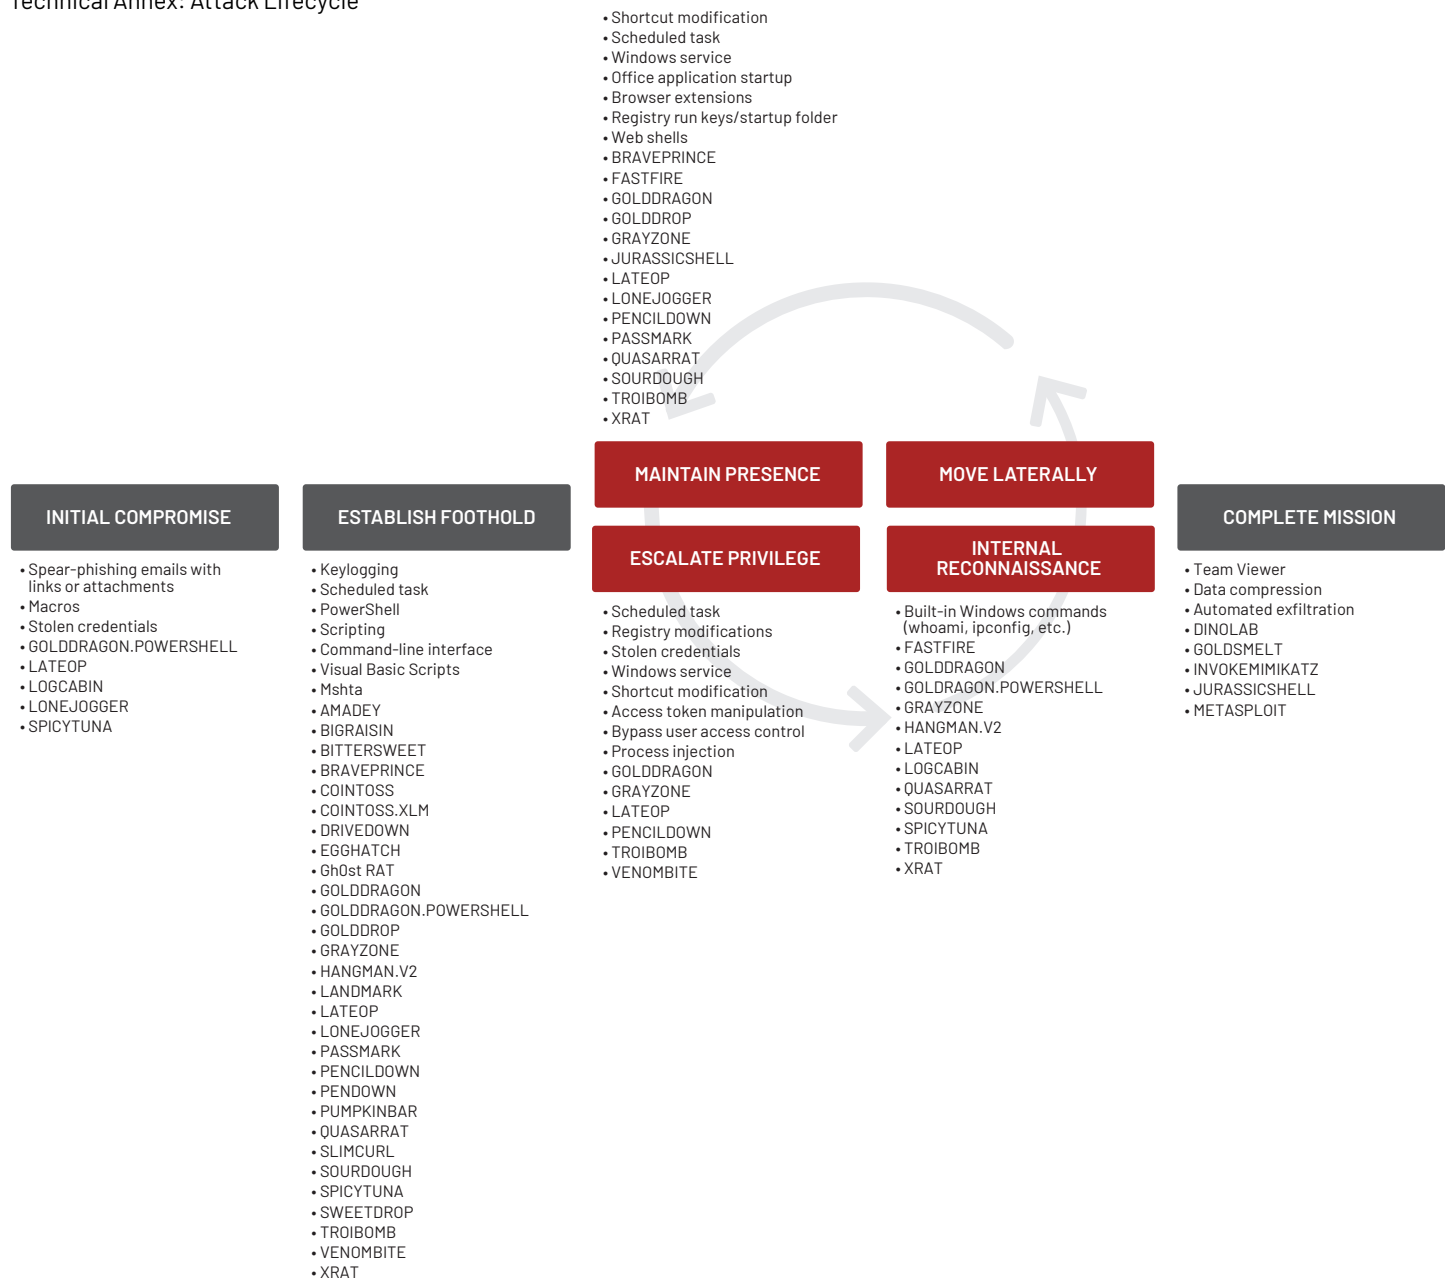 Technical Annex: Attack Lifecycle
• Shortcut modification
• Scheduled task
• Windows service
• Office application startup
• Browser extensions
• Registry run keys/startup folder
• Web shells
• BRAVEPRINCE
• FASTFIRE
• GOLDDRAGON
• GOLDDROP
• GRAYZONE
• JURASSICSHELL
• LATEOP
• LONEJOGGER
• PENCILDOWN
• PASSMARK
• QUASARRAT
• SOURDOUGH
• TROIBOMB
• XRAT
MAINTAIN PRESENCE
MOVE LATERALLY
INITIAL COMPROMISE
• Spear-phishing emails with
links or attachments
• Macros
• Stolen credentials
• GOLDDRAGON.POWERSHELL
• LATEOP
• LOGCABIN
• LONEJOGGER
• SPICYTUNA
ESTABLISH FOOTHOLD
• Keylogging
• Scheduled task
• PowerShell
• Scripting
• Command-line interface
• Visual Basic Scripts
• Mshta
• AMADEY
• BIGRAISIN
• BITTERSWEET
• BRAVEPRINCE
• COINTOSS
• COINTOSS.XLM
• DRIVEDOWN
• EGGHATCH
• Gh0st RAT
• GOLDDRAGON
• GOLDDRAGON.POWERSHELL
• GOLDDROP
• GRAYZONE
• HANGMAN.V2
• LANDMARK
• LATEOP
• LONEJOGGER
• PASSMARK
• PENCILDOWN
• PENDOWN
• PUMPKINBAR
• QUASARRAT
• SLIMCURL
• SOURDOUGH
• SPICYTUNA
• SWEETDROP
• TROIBOMB
• VENOMBITE
• XRAT
ESCALATE PRIVILEGE
• Scheduled task
• Registry modifications
• Stolen credentials
• Windows service
• Shortcut modification
• Access token manipulation
• Bypass user access control
• Process injection
• GOLDDRAGON
• GRAYZONE
• LATEOP
• PENCILDOWN
• TROIBOMB
• VENOMBITE
INTERNAL
RECONNAISSANCE
• Built-in Windows commands
(whoami, ipconfig, etc.)
• FASTFIRE
• GOLDDRAGON
• GOLDRAGON.POWERSHELL
• GRAYZONE
• HANGMAN.V2
• LATEOP
• LOGCABIN
• QUASARRAT
• SOURDOUGH
• SPICYTUNA
• TROIBOMB
• XRAT
COMPLETE MISSION
• Team Viewer
• Data compression
• Automated exfiltration
• DINOLAB
• GOLDSMELT
• INVOKEMIMIKATZ
• JURASSICSHELL
• METASPLOIT